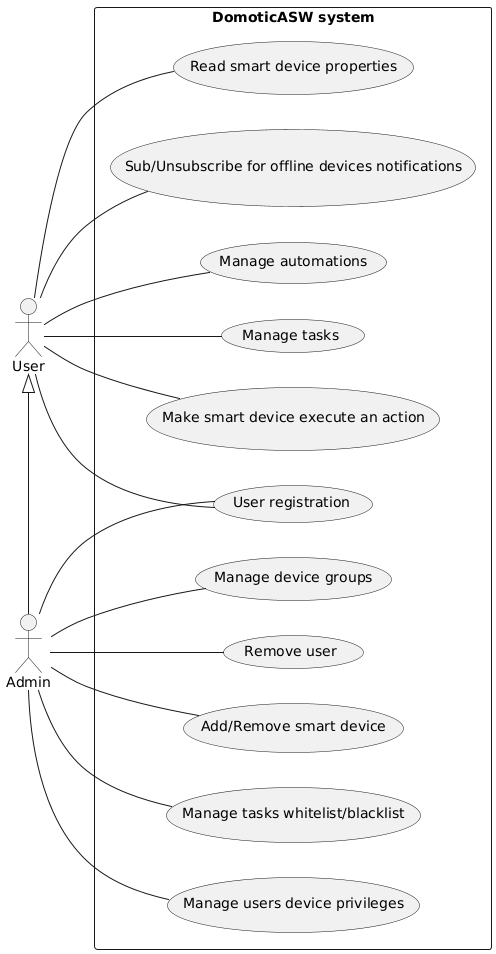 DomoticASW system
Read smart device properties
Sub/Unsubscribe for offline devices notifications
Manage automations
Manage tasks
User
Make smart device execute an action
User registration
Manage device groups
Remove user
Admin
Add/Remove smart device
Manage tasks whitelist/blacklist
Manage users device privileges